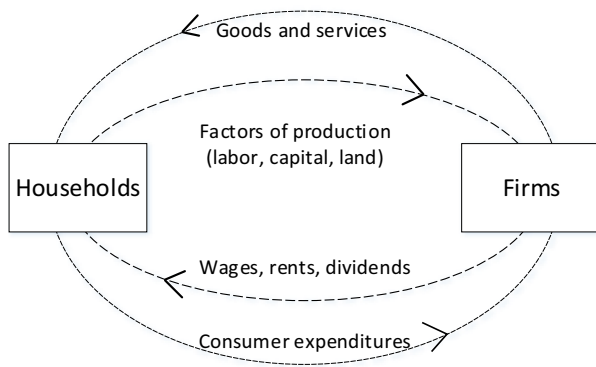 Goods and services
Factors of production
(labor, capital, land)
Households
Firms
Wages, rents, dividends
Consumer expenditures